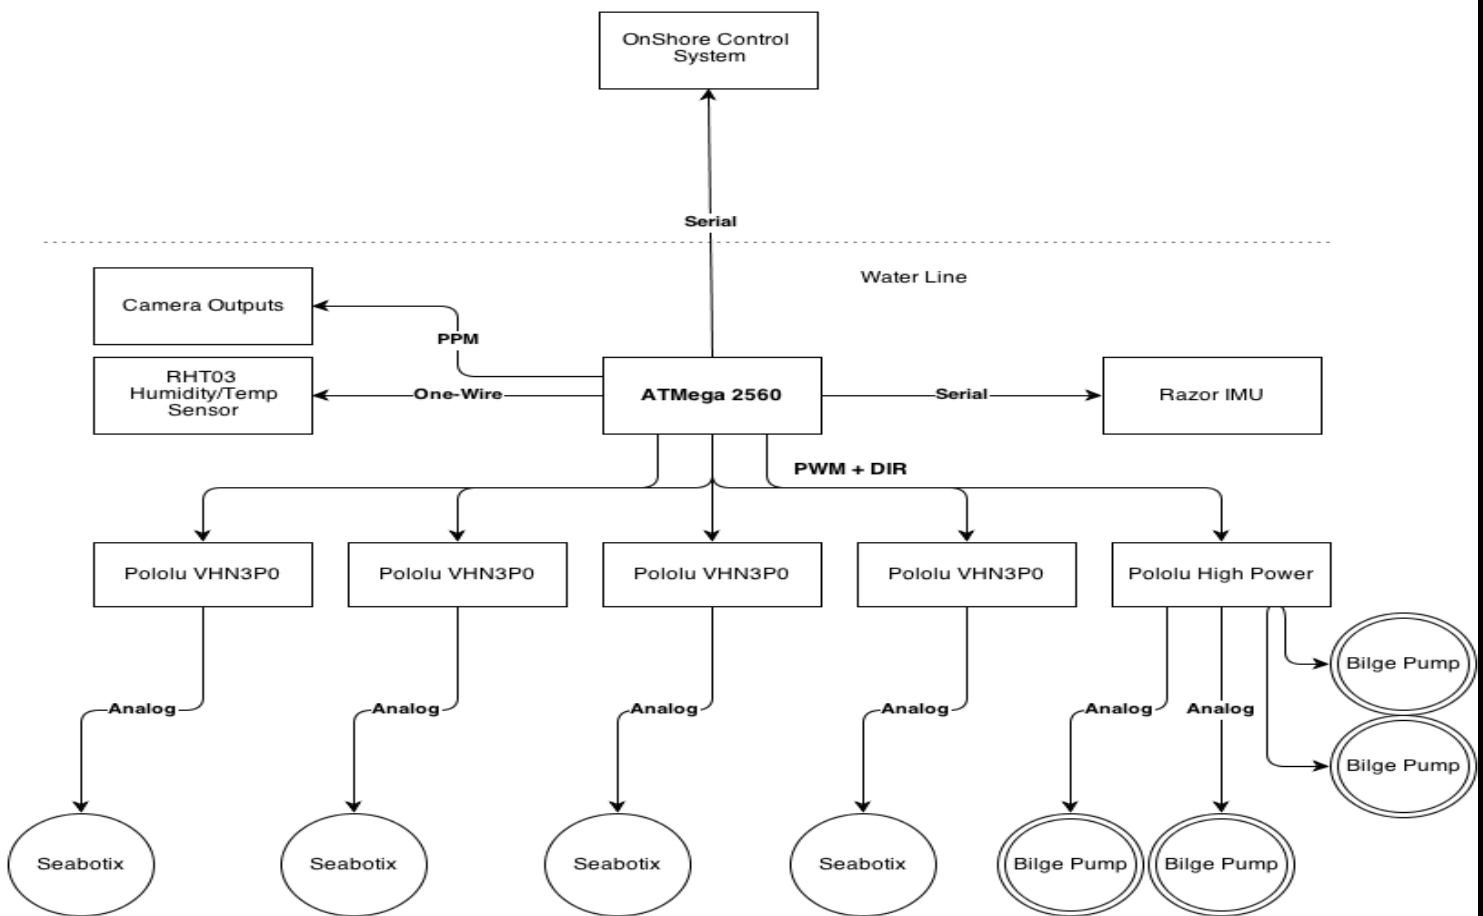 OnShore Control
System
Serial
Water Line
Camera Outputs
PPM
RHT03
Humidity/Temp
Sensor
One-Wire
ATMega 2560
Serial
Razor IMU
PWM + DIR
Pololu VHN3P0
Pololu VHN3P0
Pololu VHN3P0
Pololu VHN3P0
Pololu High Power
Bilge Pump
Analog
Analog
Analog
Analog
Analog
Analog
Bilge Pump
Seabotix
Seabotix
Seabotix
Seabotix
Bilge Pump
Bilge Pump